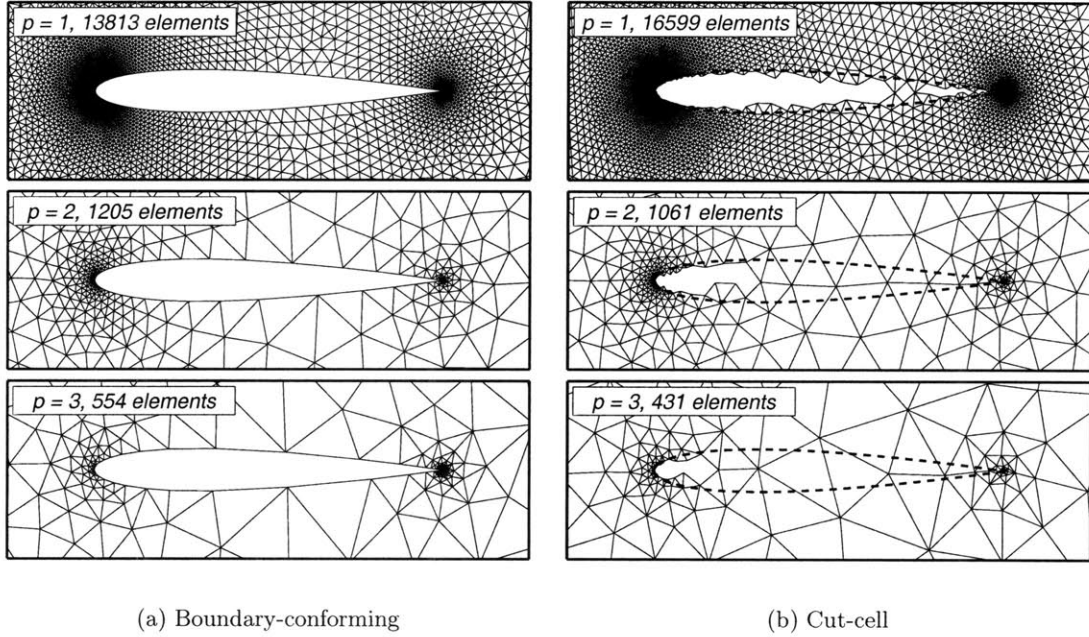 p = 1, 13813 elements
p = 2, 1205 elements
p = 3, 554 elements
(a) Boundary-conforming
p = 1, 16599 elements
p = 2, 1061 elements
p = 3, 431 elements
(b) Cut-cell